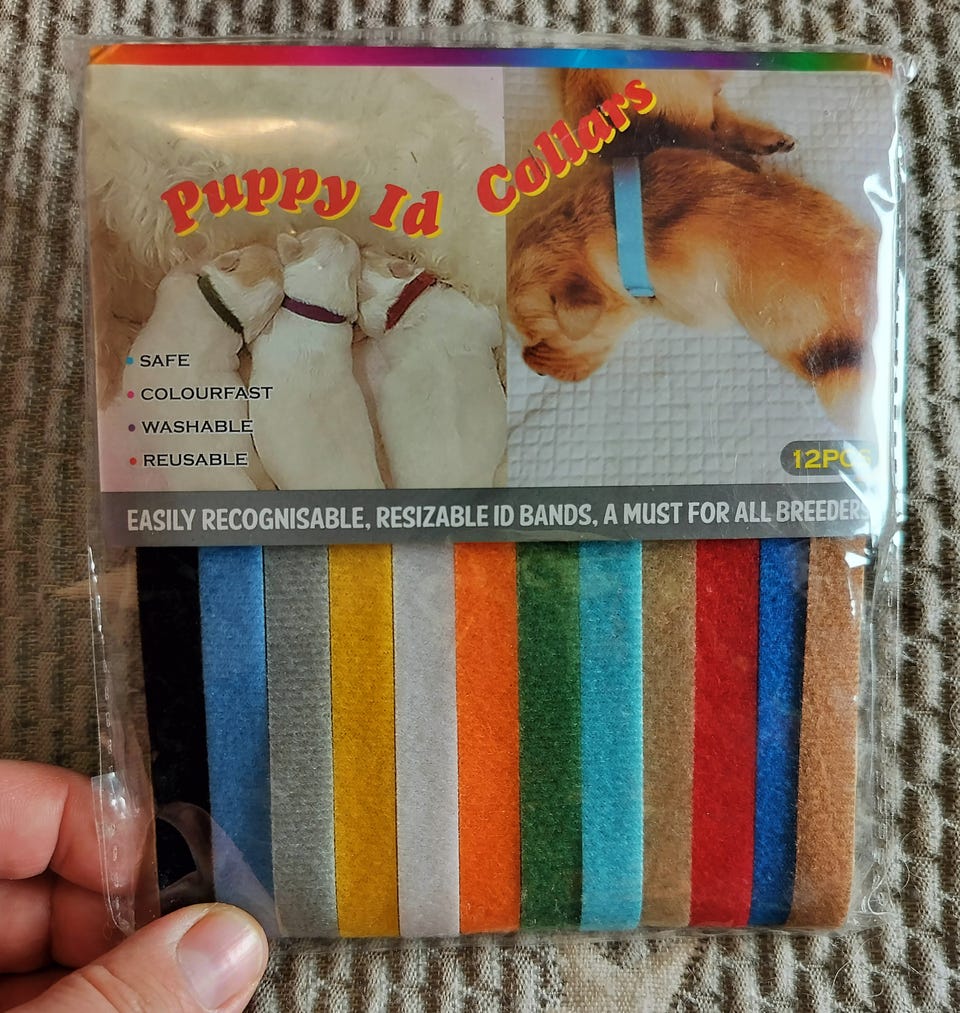 Puppy Id Collars
SAFE
COLOURFAST
WASHABLE
REUSABLE
12PCS
EASILY RECOGNISABLE, RESIZABLE ID BANDS, A MUST FOR ALL BREEDERS